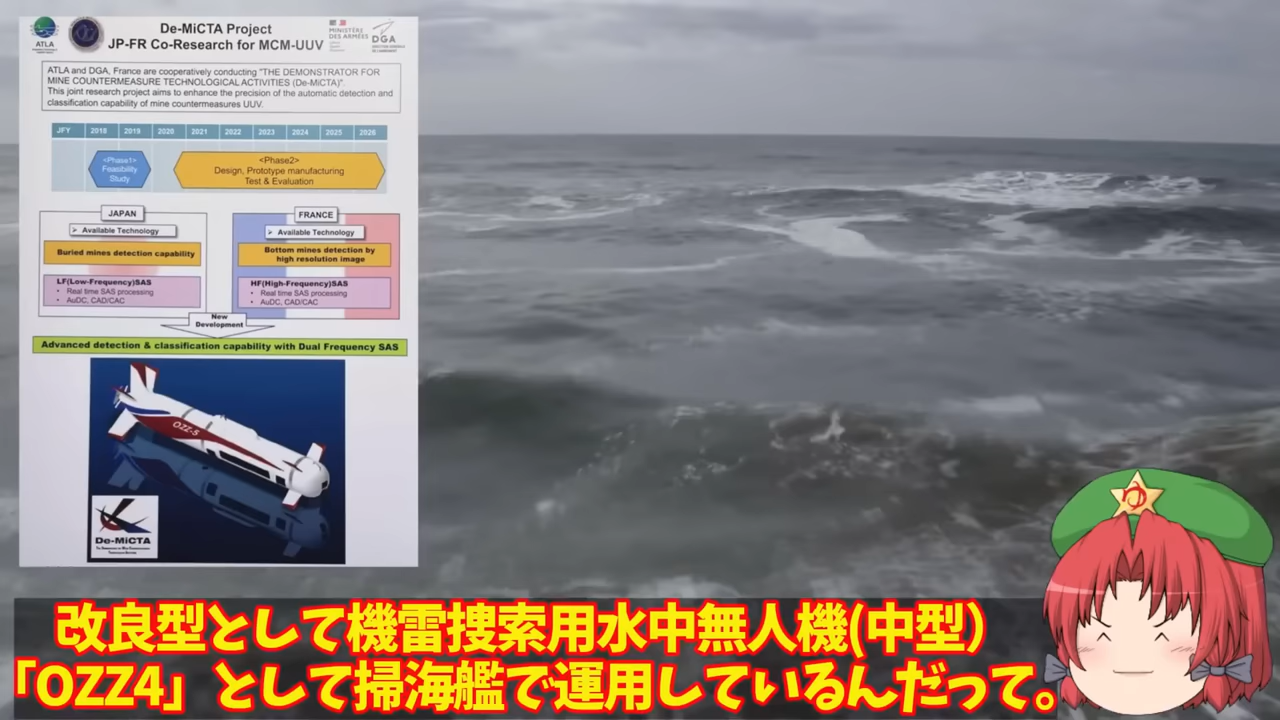 De-MiCTA Project
JP-FR Co-Research for MCM-UUV
ATLA
MINISTÈRE
DES ARMÉES
DGA
ATLA and DGA, France are cooperatively conducting "THE DEMONSTRATOR FOR
MINE COUNTERMEASURE TECHNOLOGICAL ACTIVITIES (De-MiCTA)".
This joint research project aims to enhance the precision of the automatic detection and
classification capability of mine countermeasures UUV.
JFY 2018 2019 2020 2021 2022 2023 2024 2025 2026
<Phase1>
Feasibility
Study
<Phase2>
Design, Prototype manufacturing
Test & Evaluation
JAPAN
➢ Available Technology
Buried mines detection capability
LF(Low-Frequency)SAS
• Real time SAS processing
• AuDC, CAD/CAC
FRANCE
➢ Available Technology
Bottom mines detection by
high resolution image
HF(High-Frequency)SAS
• Real time SAS processing
• AuDC, CAD/CAC
New
Development
Advanced detection & classification capability with Dual Frequency SAS
OZZ-5
De-MiCTA
ゆ
改良型として機雷捜索用水中無人機(中型）
「OZZ4」として掃海艦で運用しているんだって。